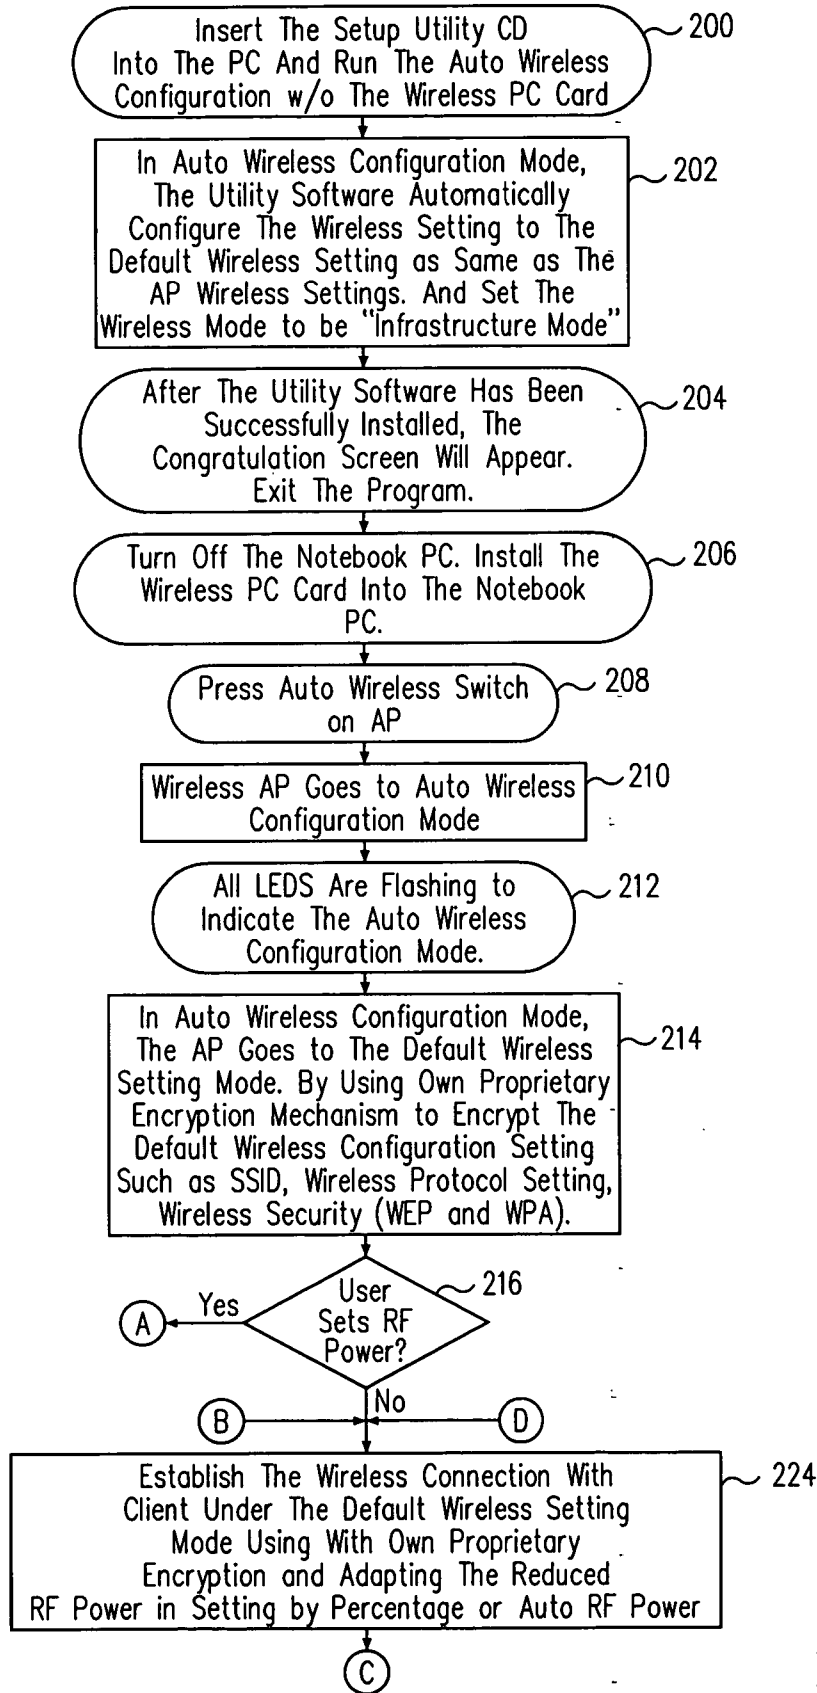 Insert The Setup Utility CD
Into The PC And Run The Auto Wireless
Configuration w/o The Wireless PC Card
200
In Auto Wireless Configuration Mode,
The Utility Software Automatically
Configure The Wireless Setting to The
Default Wireless Setting as Same as The
AP Wireless Settings. And Set The
Wireless Mode to be "Infrastructure Mode"
202
After The Utility Software Has Been
Successfully Installed, The
Congratulation Screen Will Appear.
Exit The Program.
204
Turn Off The Notebook PC. Install The
Wireless PC Card Into The Notebook
PC.
206
Press Auto Wireless Switch
on AP
208
Wireless AP Goes to Auto Wireless
Configuration Mode
210
All LEDS Are Flashing to
Indicate The Auto Wireless
Configuration Mode.
212
In Auto Wireless Configuration Mode,
The AP Goes to The Default Wireless
Setting Mode. By Using Own Proprietary
Encryption Mechanism to Encrypt The
Default Wireless Configuration Setting
Such as SSID, Wireless Protocol Setting,
Wireless Security (WEP and WPA).
214
User
Sets RF
Power?
216
Yes
A
No
B
D
Establish The Wireless Connection With
Client Under The Default Wireless Setting
Mode Using With Own Proprietary
Encryption and Adapting The Reduced
RF Power in Setting by Percentage or Auto RF Power
224
C